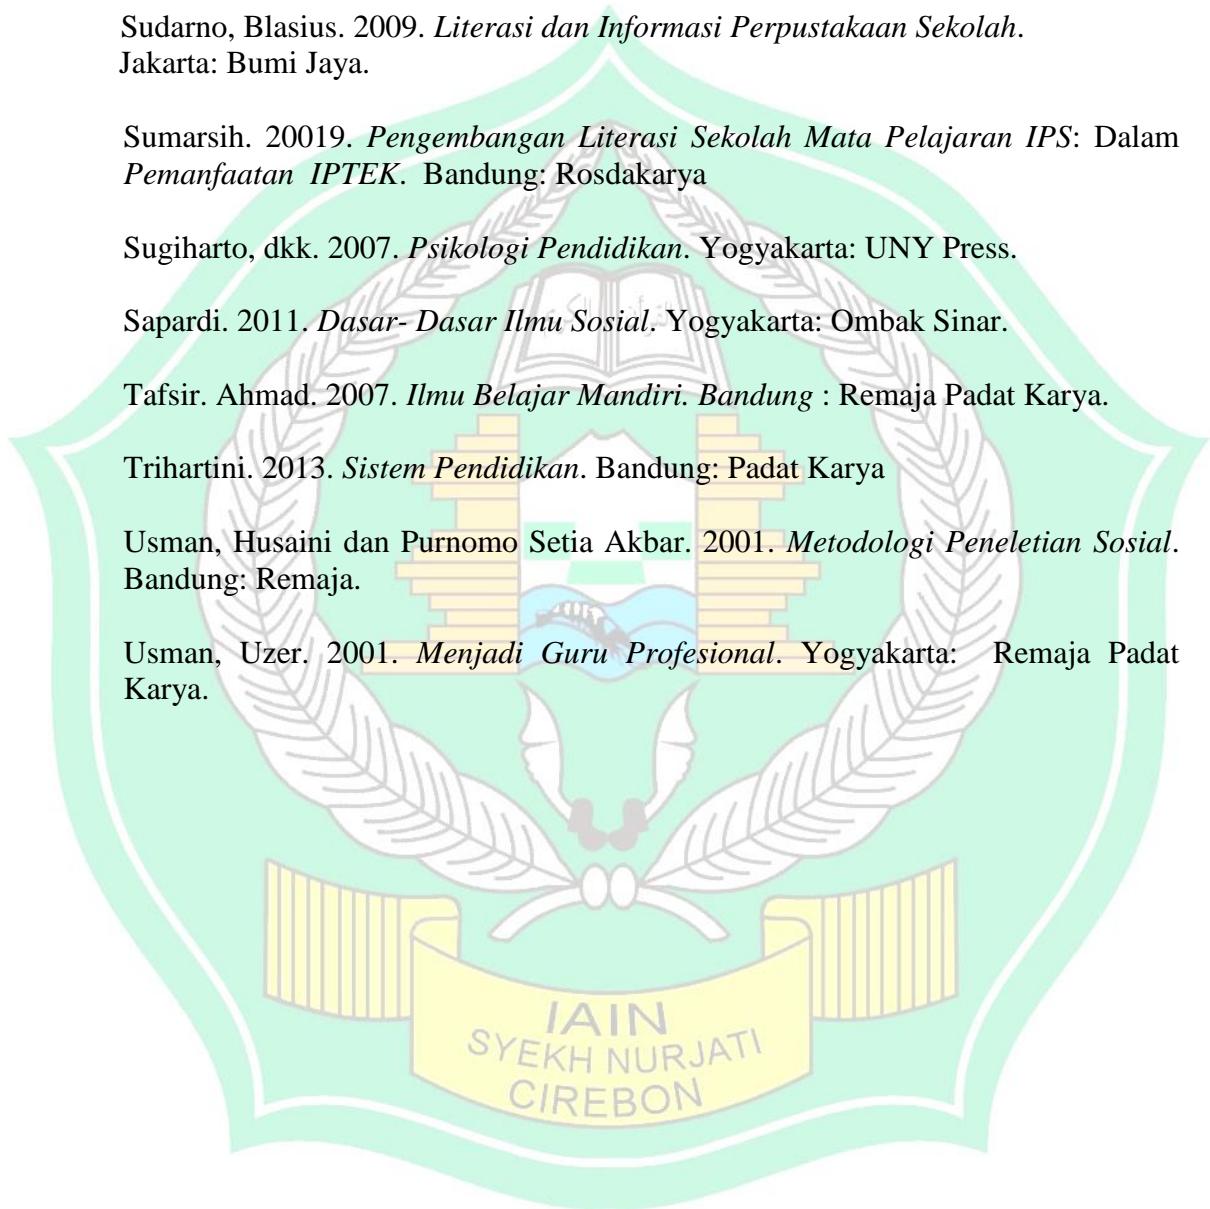 Sudarno, Blasius. 2009. Literasi dan Informasi Perpustakaan Sekolah.
Jakarta: Bumi Jaya.
Sumarsih. 20019. Pengembangan Literasi Sekolah Mata Pelajaran IPS: Dalam
Pemanfaatan IPTEK. Bandung: Rosdakarya
Sugiharto, dkk. 2007. Psikologi Pendidikan. Yogyakarta: UNY Press.
Sapardi. 2011. Dasar- Dasar Ilmu Sosial. Yogyakarta: Ombak Sinar.
Tafsir. Ahmad. 2007. Ilmu Belajar Mandiri. Bandung : Remaja Padat Karya.
Trihartini. 2013. Sistem Pendidikan. Bandung: Padat Karya
Usman, Husaini dan Purnomo Setia Akbar. 2001. Metodologi Peneletian Sosial.
Bandung: Remaja.
Usman, Uzer. 2001. Menjadi Guru Profesional. Yogyakarta: Remaja Padat
Karya.
IAIN
SYEKH NURJATI
CIREBON